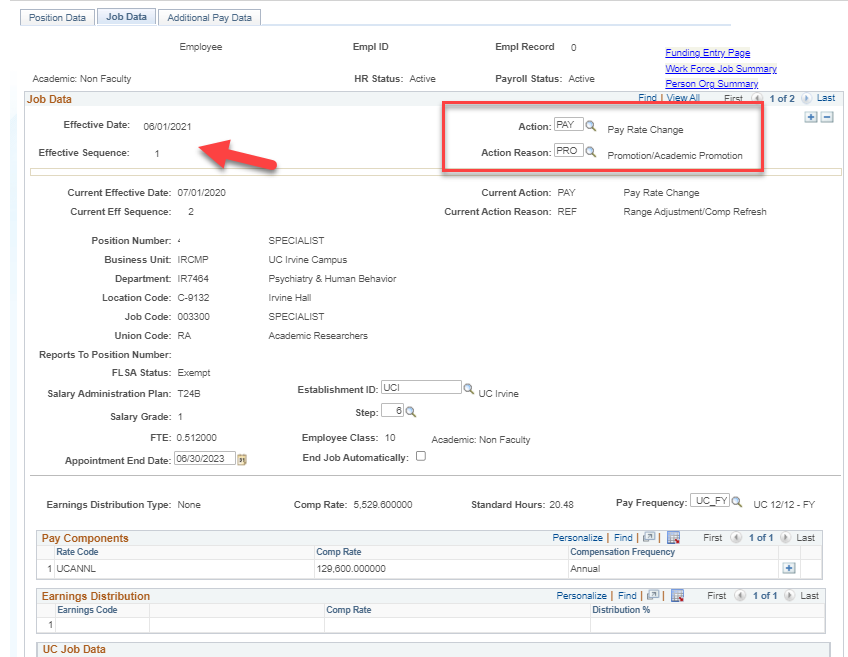 Position Data Job Data Additional Pay Data
Employee Empl ID Empl Record 0 Funding Entry Page
Work Force Job Summary
Academic: Non Faculty HR Status: Active Payroll Status: Active Person Org Summary
Job Data Find | View All First 1 of 2 Last
Effective Date: 06/01/2021 Action: PAY Pay Rate Change
Effective Sequence: 1 Action Reason: PRO Promotion/Academic Promotion
Current Effective Date: 07/01/2020 Current Action: PAY Pay Rate Change
Current Eff Sequence: 2 Current Action Reason: REF Range Adjustment/Comp Refresh
Position Number: SPECIALIST
Business Unit: IRCMP UC Irvine Campus
Department: IR7464 Psychiatry & Human Behavior
Location Code: C-9132 Irvine Hall
Job Code: 003300 SPECIALIST
Union Code: RA Academic Researchers
Reports To Position Number:
FLSA Status: Exempt
Salary Administration Plan: T24B Establishment ID: UCI UC Irvine
Salary Grade: 1 Step: 6
FTE: 0.512000 Employee Class: 10 Academic: Non Faculty
Appointment End Date: 06/30/2023 End Job Automatically:
Earnings Distribution Type: None Comp Rate: 5,529.600000 Standard Hours: 20.48 Pay Frequency: UC_FY UC 12/12 - FY
Pay Components Personalize | Find | First 1 of 1 Last
Rate Code Comp Rate Compensation Frequency
1 UCANNL 129,600.000000 Annual
Earnings Distribution Personalize | Find | First 1 of 1 Last
Earnings Code Comp Rate Distribution %
1
UC Job Data